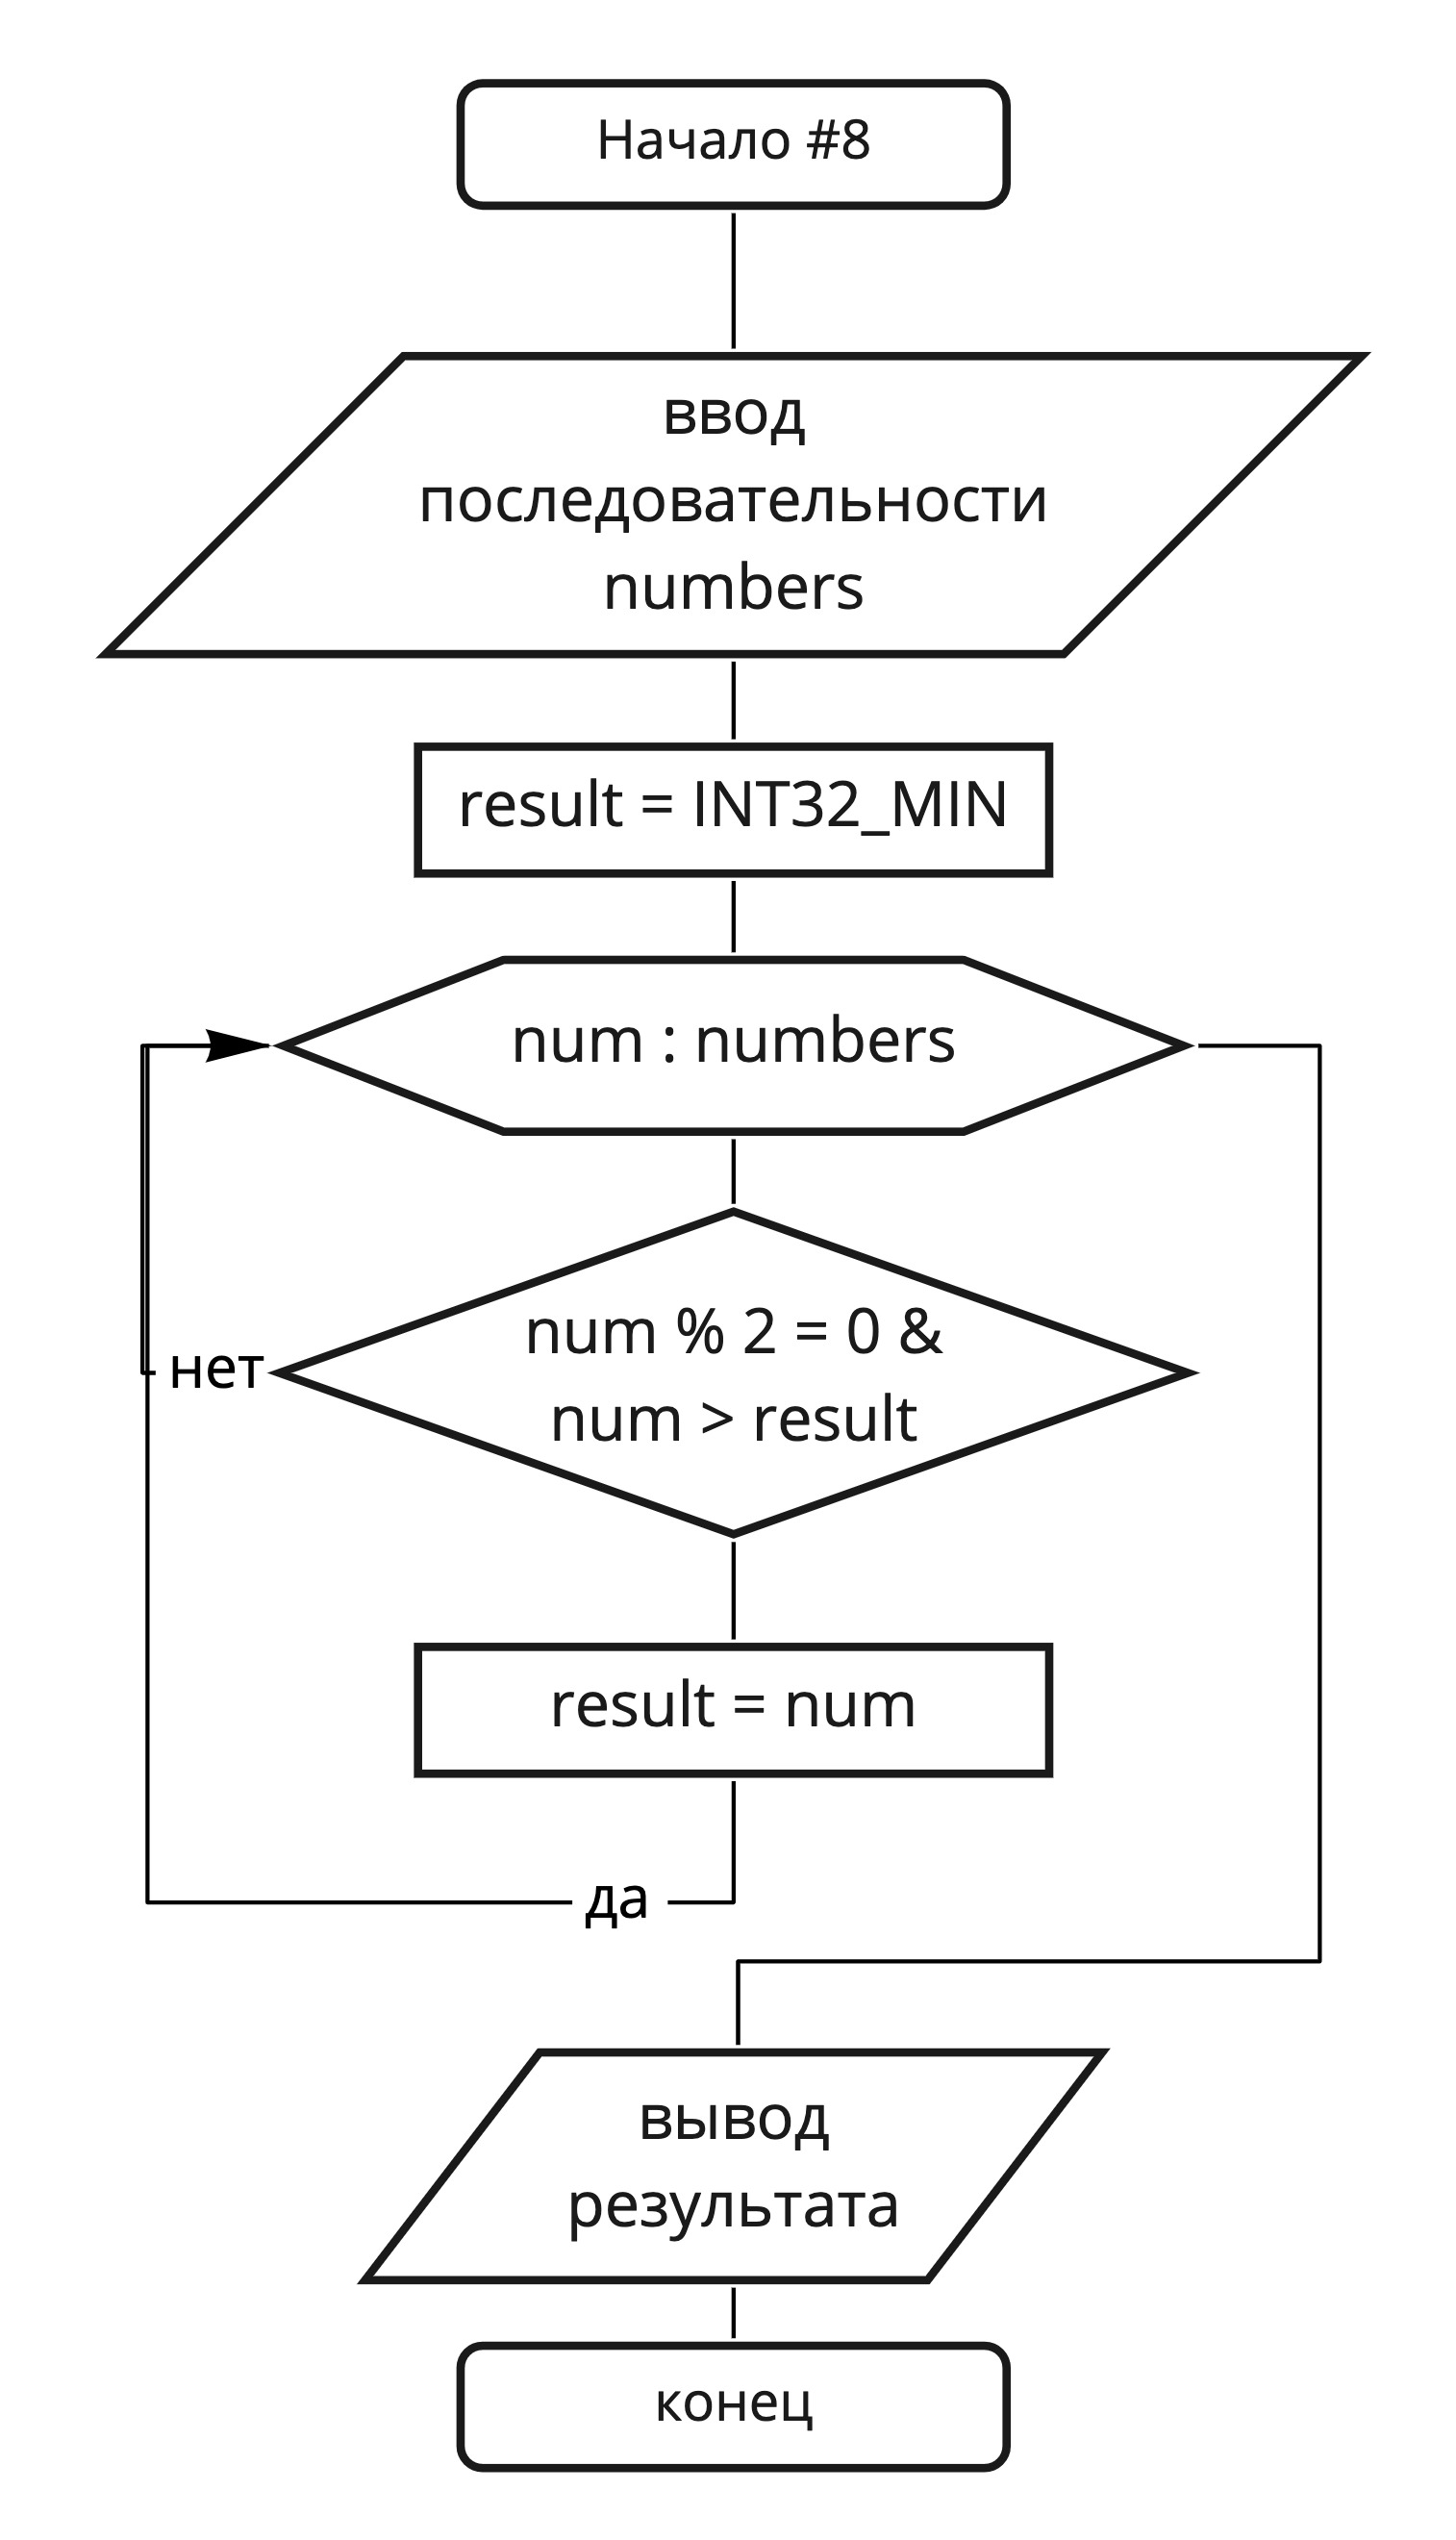 Начало #8
ввод
последовательности
numbers
result = INT32_MIN
num : numbers
num % 2 = 0 &
num > result
нет
result = num
да
вывод
результата
конец